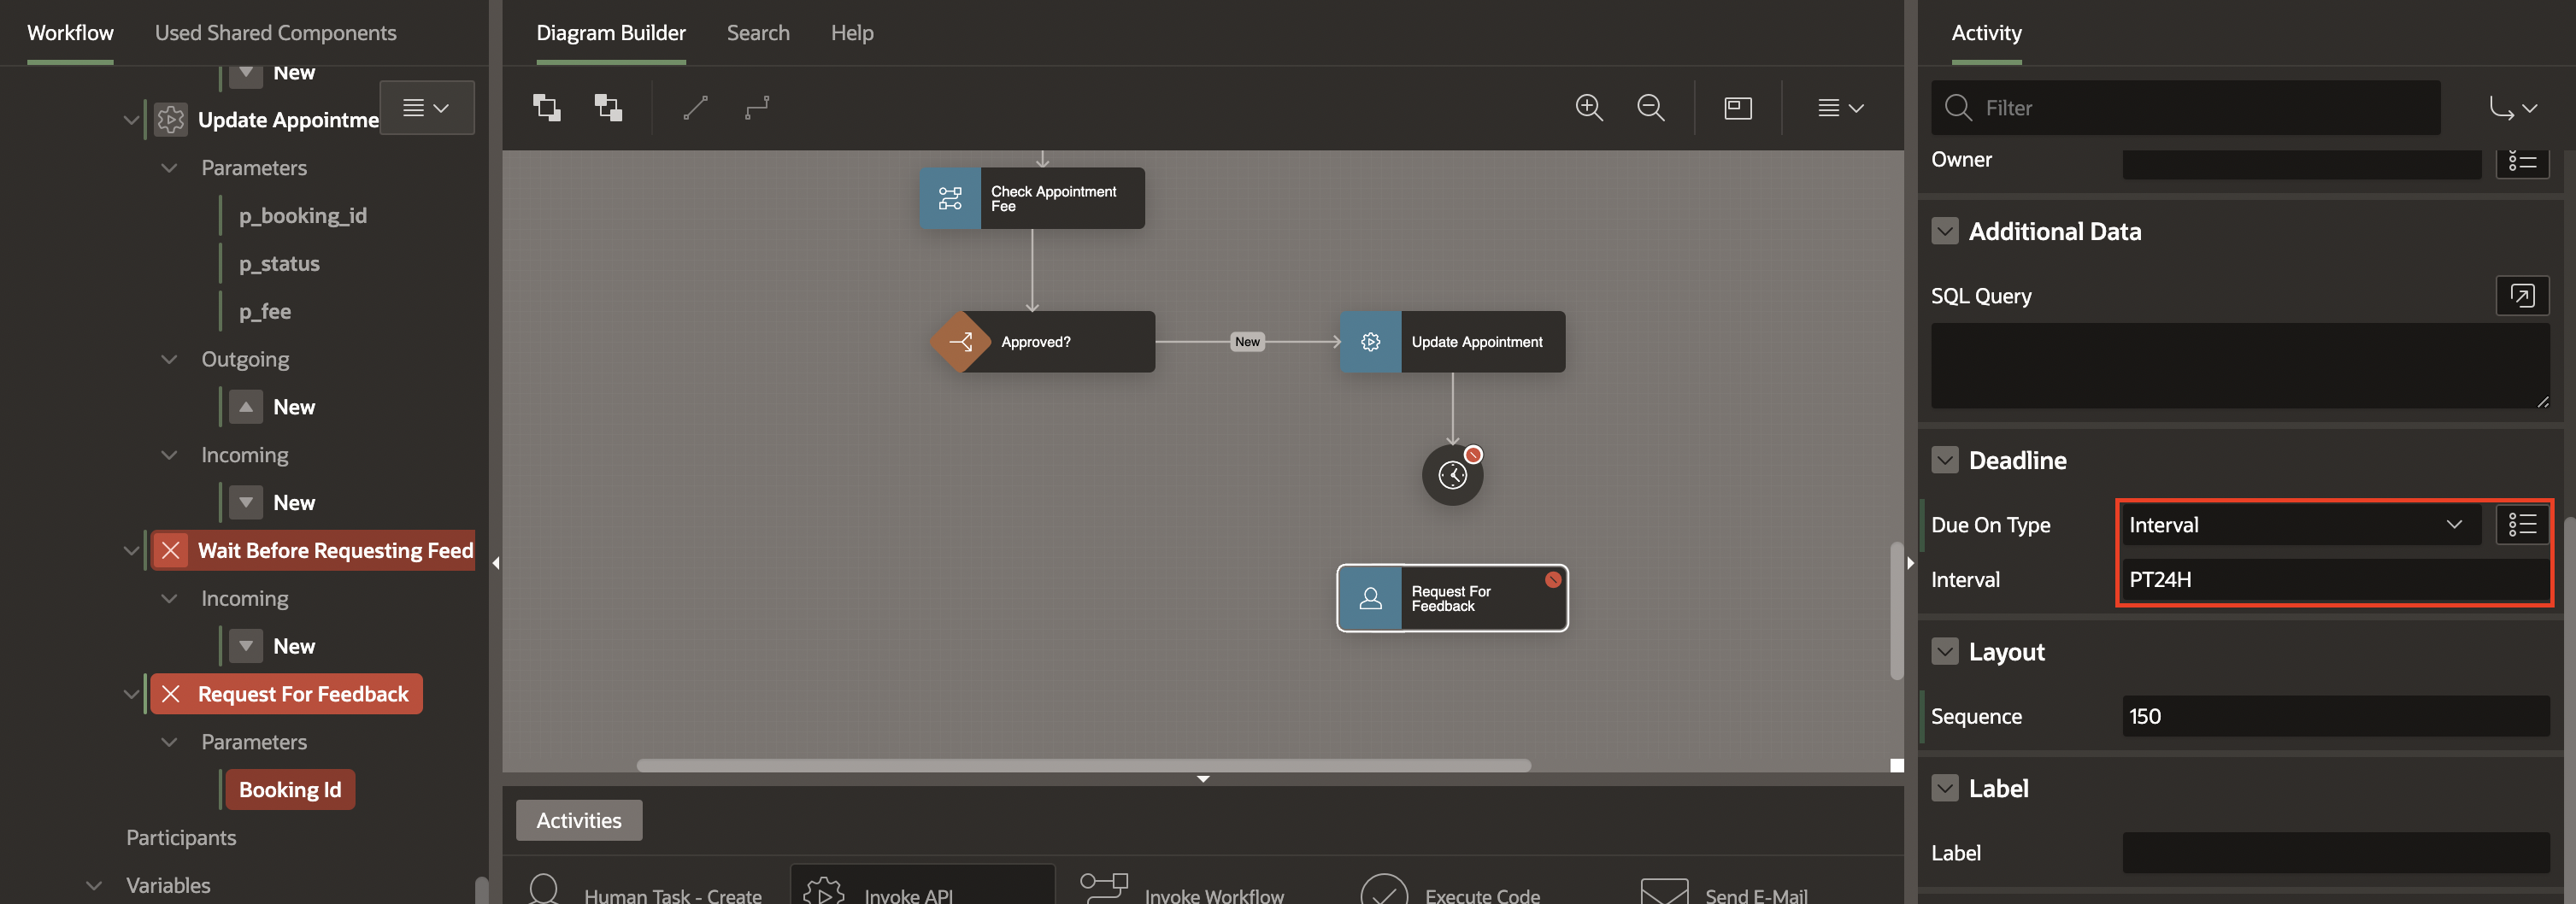 Workflow
Used Shared Components
New
Update Appointme
Parameters
p_booking_id
p_status
p_fee
Outgoing
New
Incoming
New
Wait Before Requesting Feed
Incoming
New
Request For Feedback
Parameters
Booking Id
Participants
Variables
Diagram Builder
Search
Help
Check Appointment
Fee
Approved?
New
Update Appointment
Request For
Feedback
Activities
Human Task - Create
Invoke API
Invoke Workflow
Execute Code
Send E-Mail
Activity
Filter
Owner
Additional Data
SQL Query
Deadline
Due On Type
Interval
Interval
PT24H
Layout
Sequence
150
Label
Label